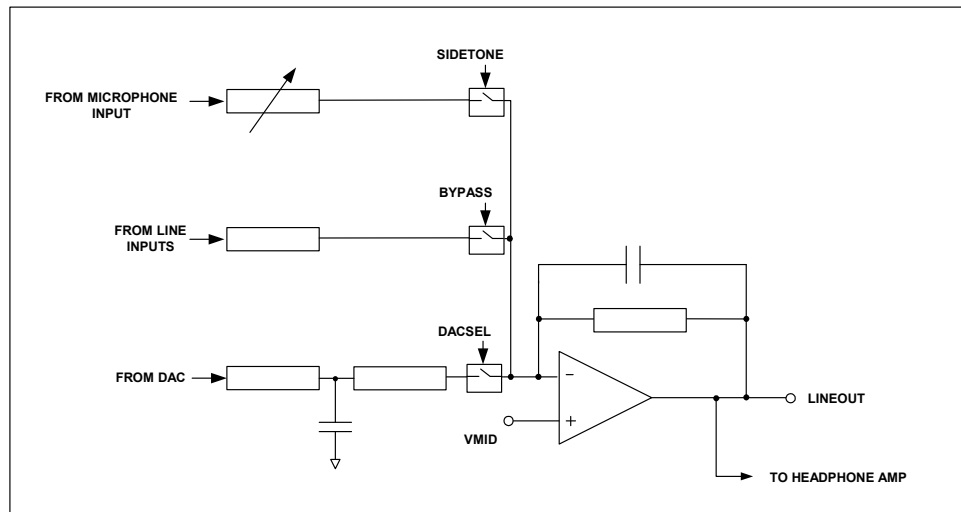 SIDETONE
FROM MICROPHONE
INPUT
BYPASS
FROM LINE
INPUTS
DACSEL
FROM DAC
−
+
VMID
LINEOUT
TO HEADPHONE AMP